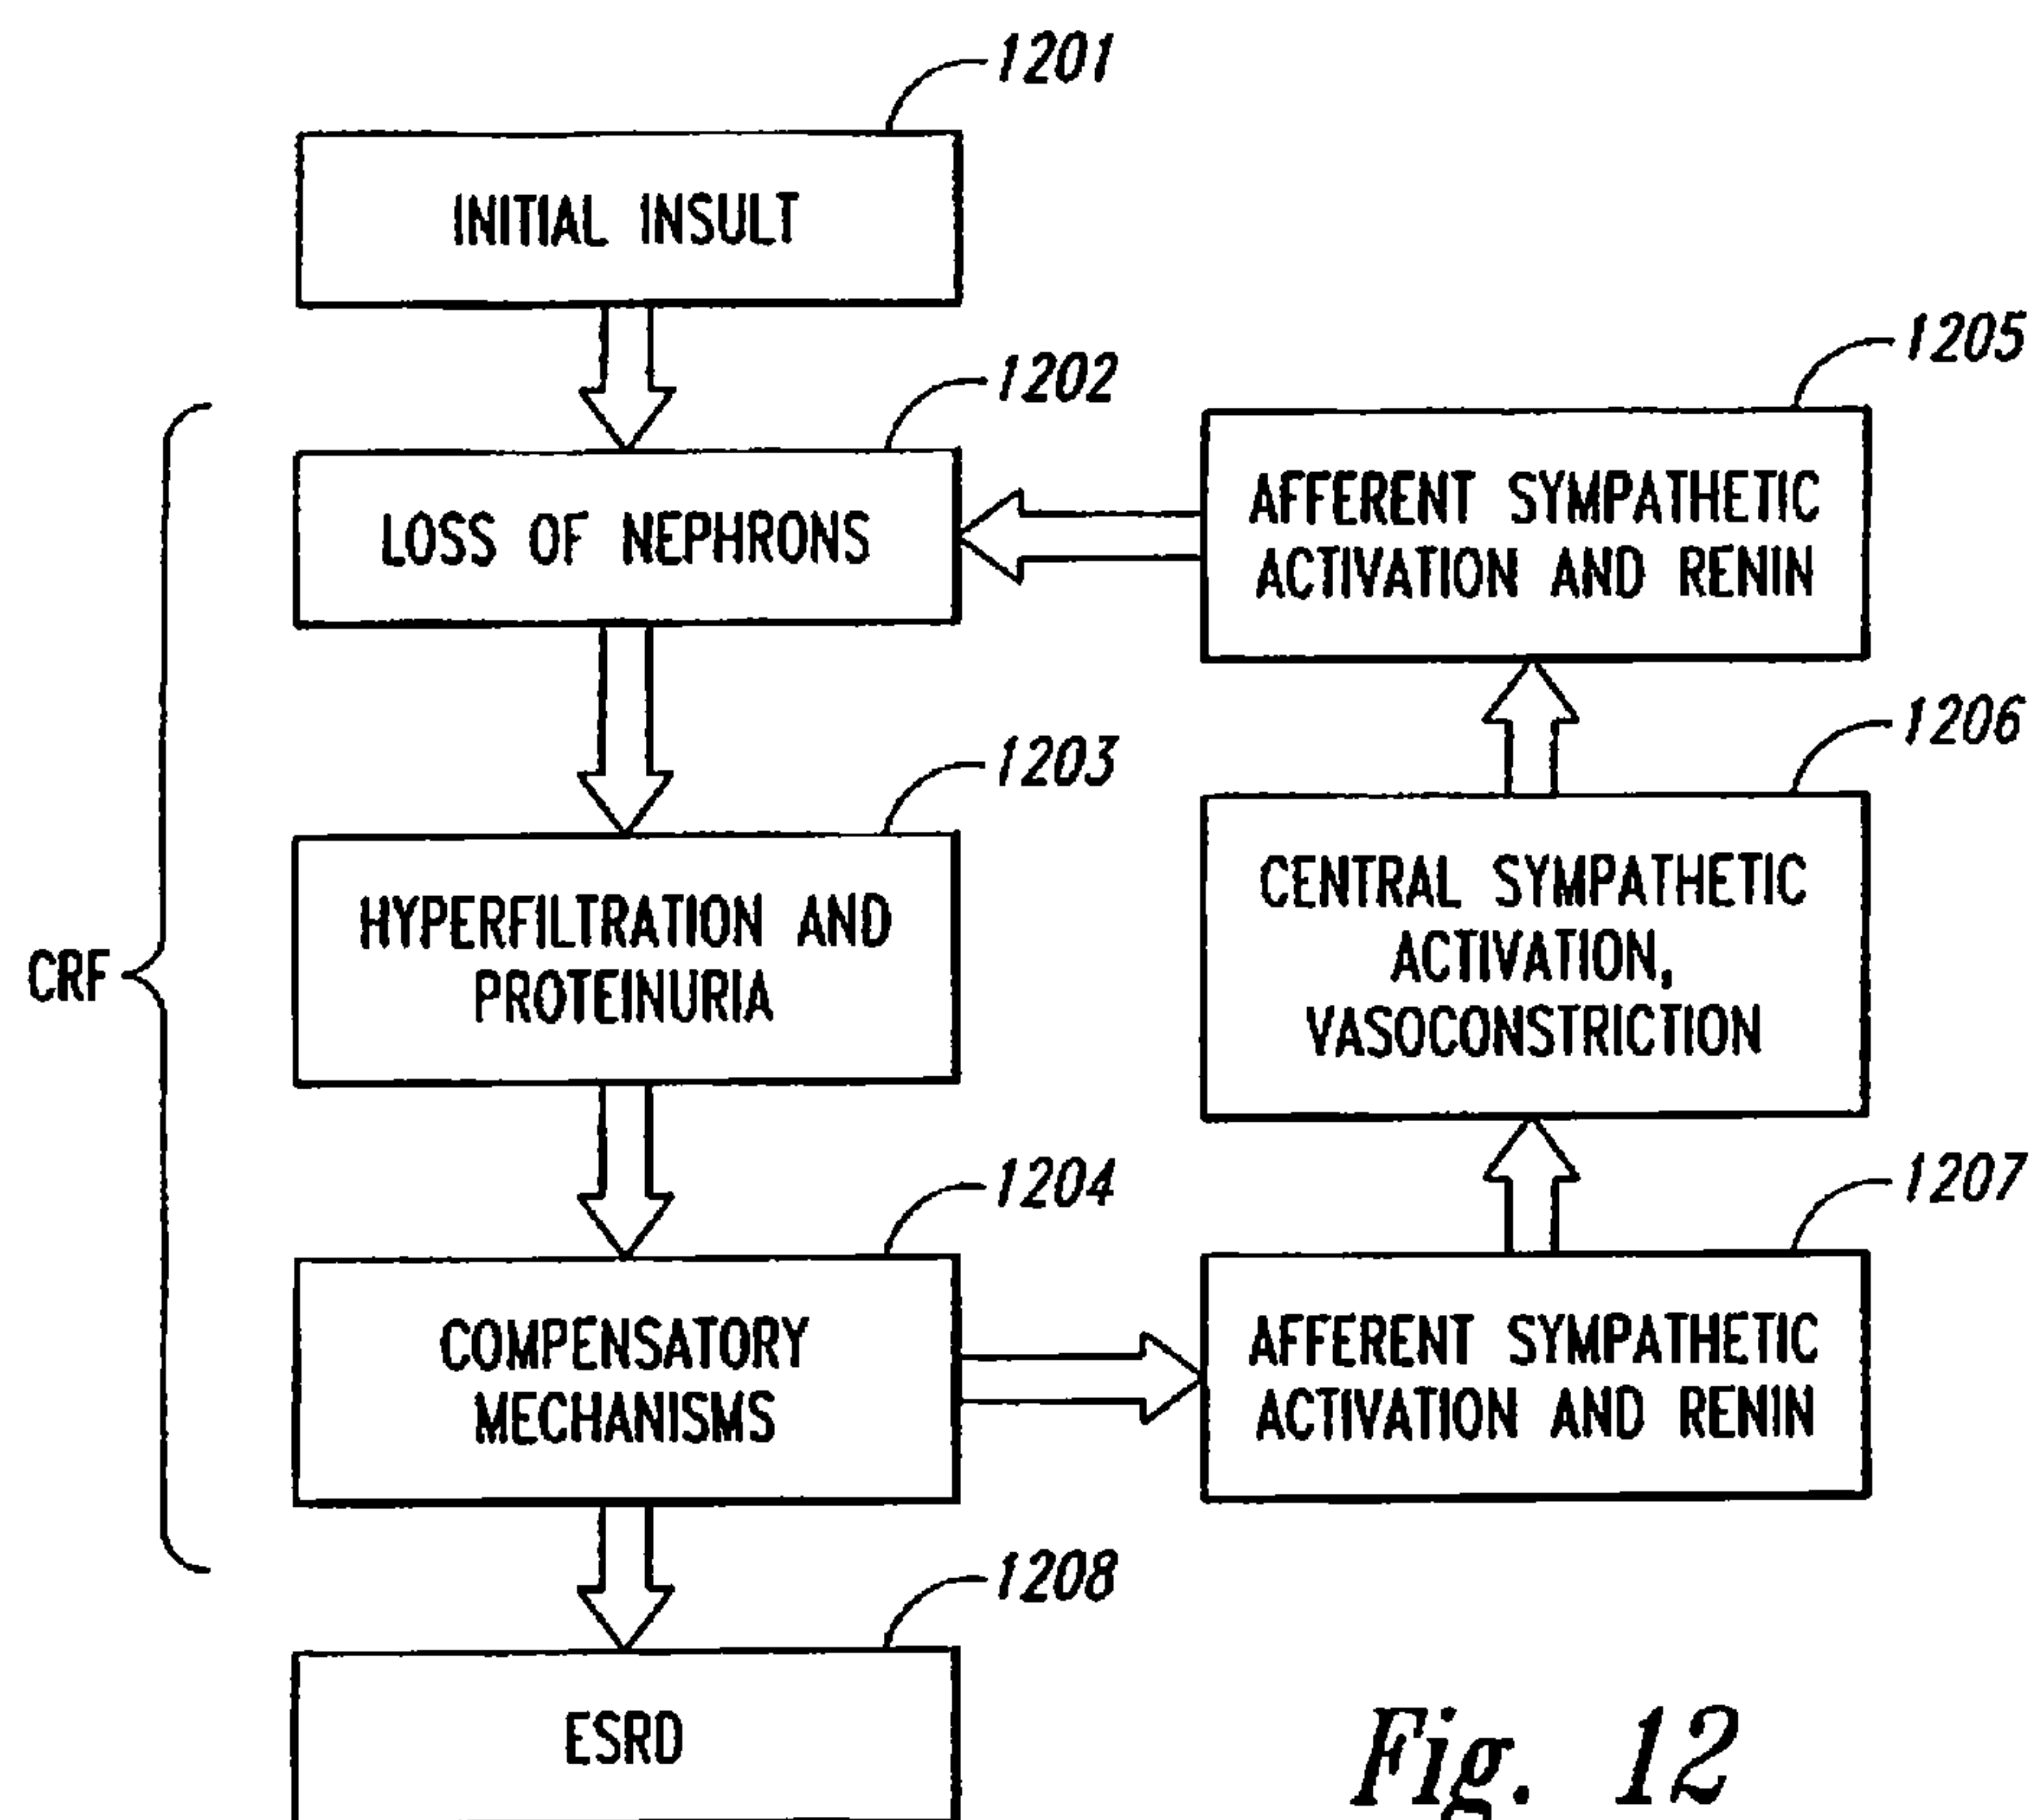 1201
INITIAL INSULT
1202
LOSS OF NEPHRONS
1203
HYPERFILTRATION AND
PROTEINURIA
CRF
1204
COMPENSATORY
MECHANISMS
1208
ESRD
1205
AFFERENT SYMPATHETIC
ACTIVATION AND RENIN
1206
CENTRAL SYMPATHETIC
ACTIVATION,
VASOCONSTRICTION
1207
AFFERENT SYMPATHETIC
ACTIVATION AND RENIN
Fig. 12